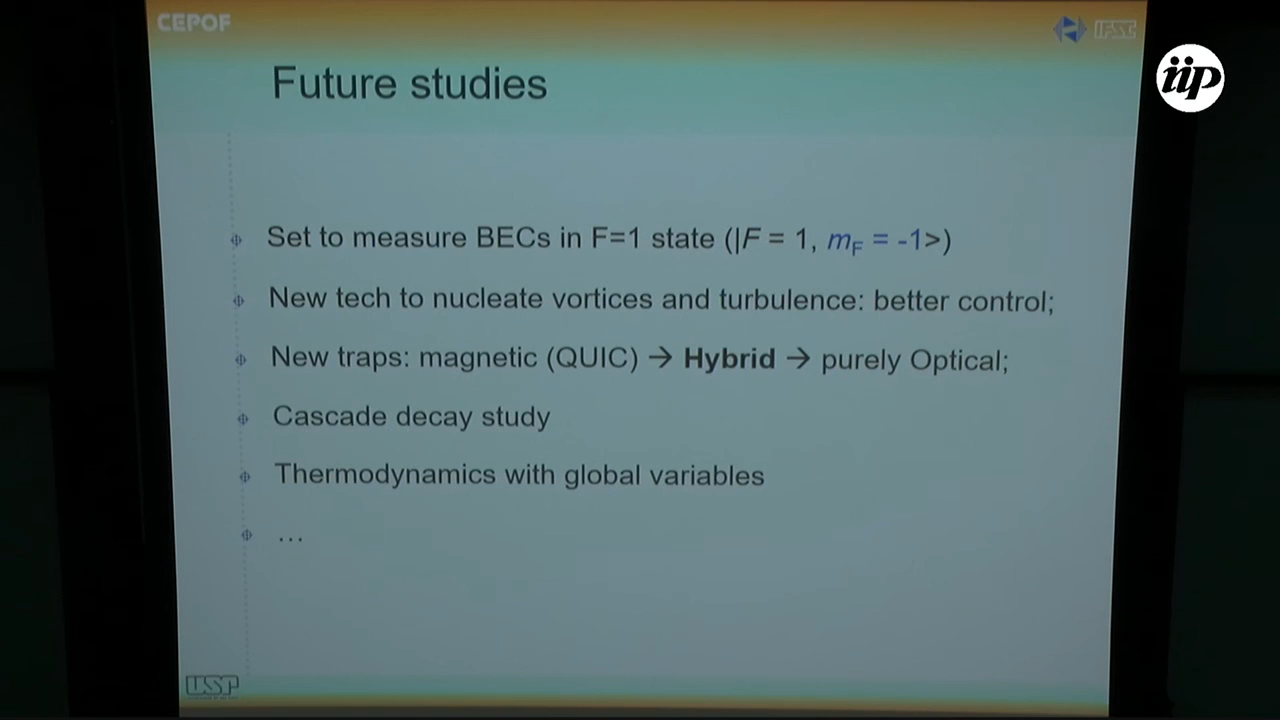 CEPOF
IFSC
iip
Future studies
Set to measure BECs in F=1 state (|F = 1, mF = -1>)
New tech to nucleate vortices and turbulence: better control;
New traps: magnetic (QUIC) → Hybrid → purely Optical;
Cascade decay study
Thermodynamics with global variables
...
USP